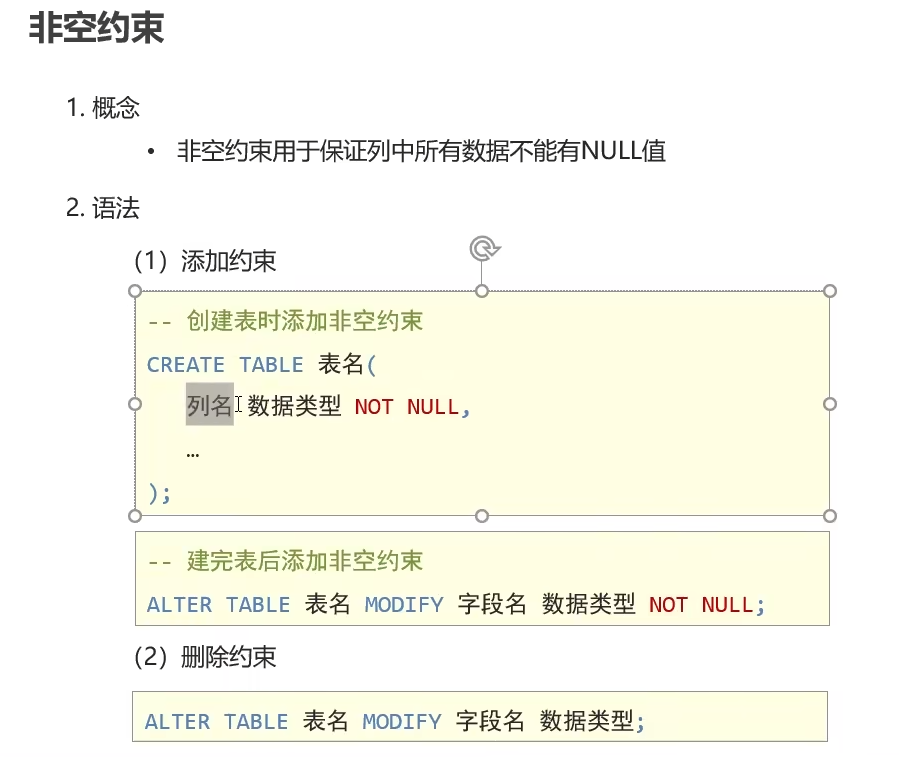 非空约束
1. 概念
• 非空约束用于保证列中所有数据不能有NULL值
2. 语法
（1）添加约束
-- 创建表时添加非空约束
CREATE TABLE 表名(
列名 数据类型 NOT NULL,
…
);
-- 建完表后添加非空约束
ALTER TABLE 表名 MODIFY 字段名 数据类型 NOT NULL;
（2）删除约束
ALTER TABLE 表名 MODIFY 字段名 数据类型;